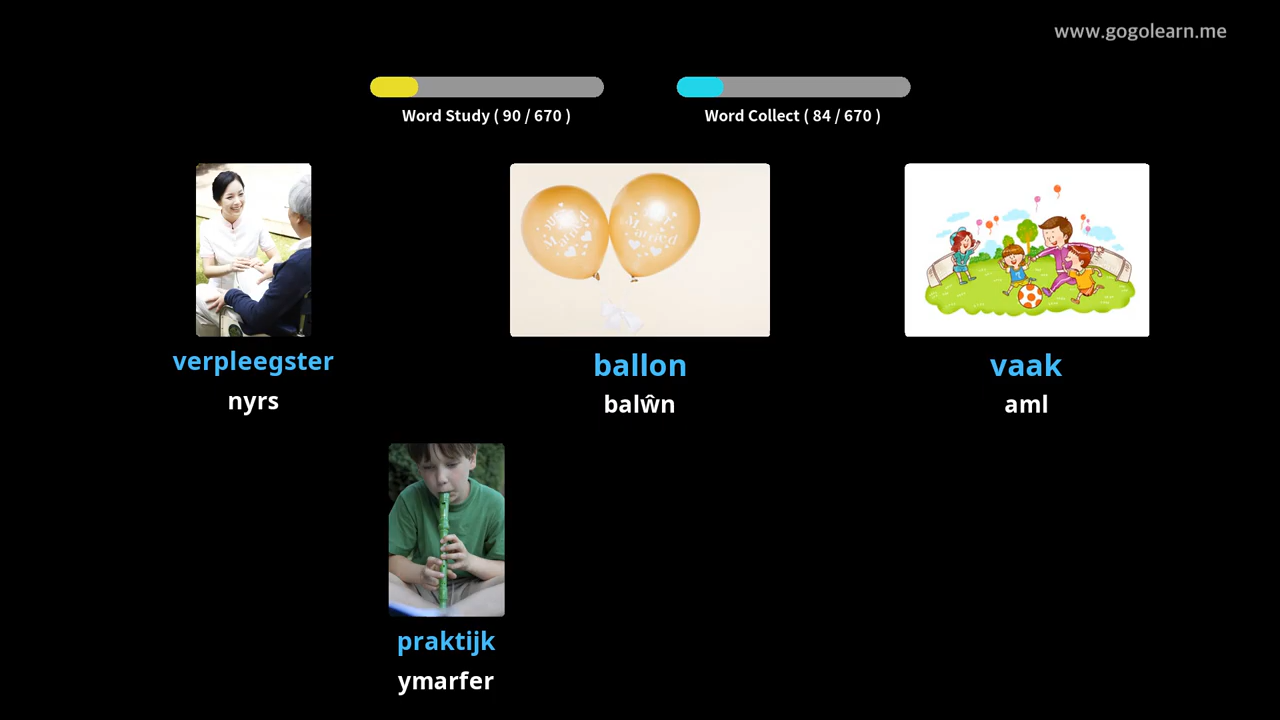 www.gogolearn.me
Word Study ( 90 / 670 )
Word Collect ( 84 / 670 )
verpleegster
nyrs
ballon
balŵn
vaak
aml
praktijk
ymarfer